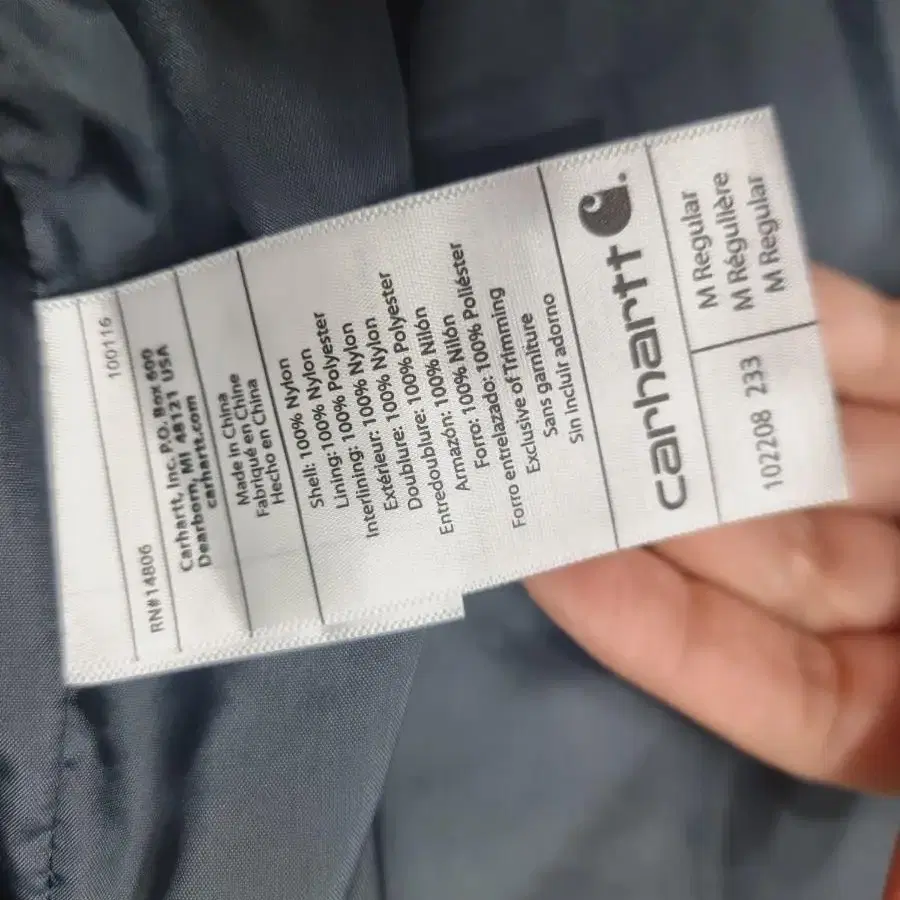 carhartt.
M Regular
M Régulière
M Regular
102208 233
Shell: 100% Nylon
Lining: 100% Polyester
Interlining: 100% Nylon
Extérieur: 100% Nylon
Doublure: 100% Polyester
Entredoublure: 100% Nilón
Armazón: 100% Nilón
Forro: 100% Poliéster
Forro entrelazado: 100%
Exclusive of Trimming
Sans garniture
Sin incluir adorno
Made in China
Fabriqué en Chine
Hecho en China
Carhartt, Inc. P.O. Box 600
Dearborn, MI 48121 USA
carhartt.com
RN#14806
100116